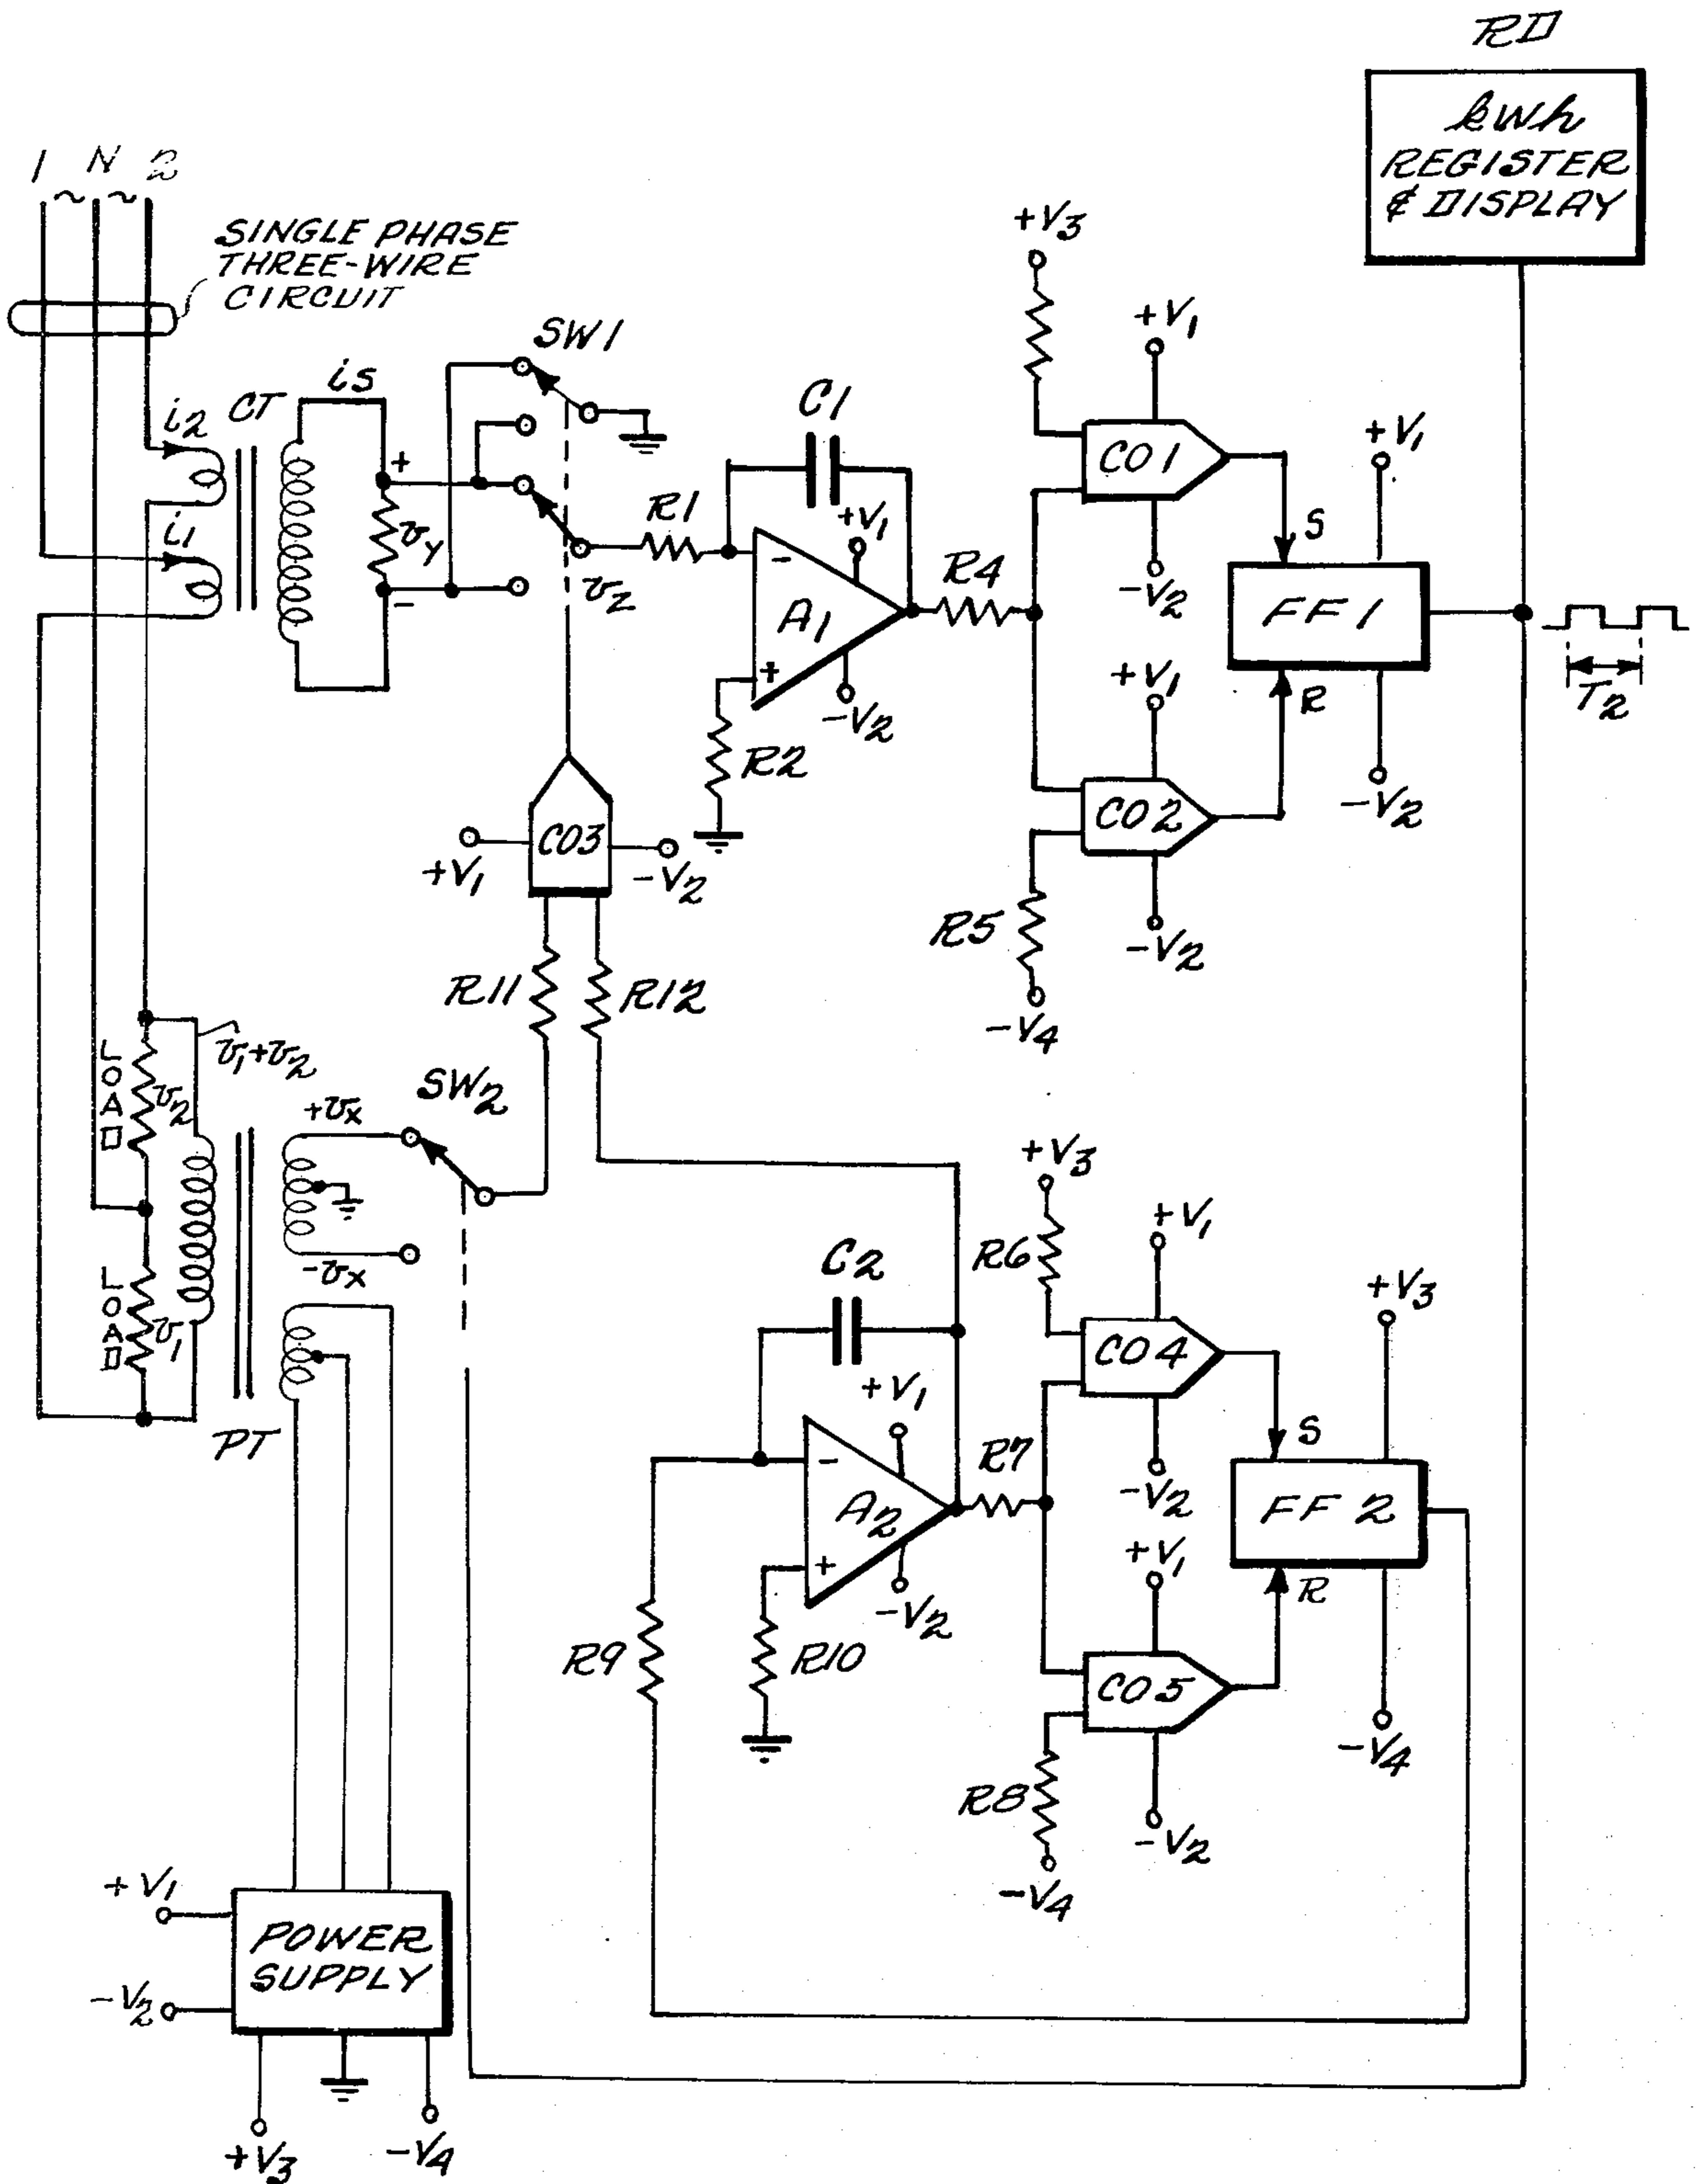 RD
kwh
REGISTER
& DISPLAY
1 N 2
~ ~
SINGLE PHASE
THREE-WIRE
CIRCUIT
SW1
+V3
+V1
iS
i2
CT
C1
CO1
+V1
+
R1
+V1
S
vy
i1
-
-
vz
R4
-V2
FF1
A1
+V1
R
T2
+
-V2
R2
CO2
-V2
CO3
+V1
-V2
R5
-V2
R11
R12
-V4
v1+v2
LOAD
v2
SW2
+vx
+V3
+V1
R6
C2
-vx
+V3
LOAD
v1
CO4
+V1
PT
R7
S
-
-V2
A2
FF2
+V1
+
R
-V2
R9
R10
CO5
-V4
R8
-V2
+V1
-V4
POWER
SUPPLY
-V2
+V3
-V4